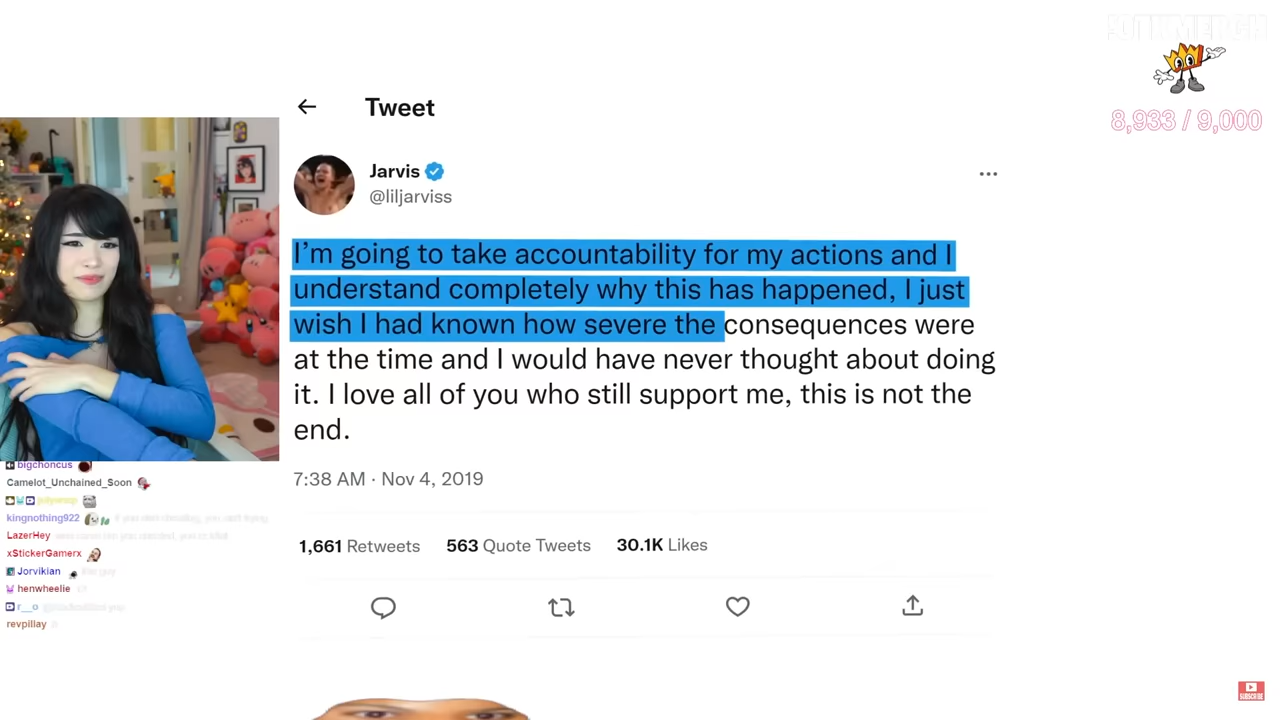 8,933 / 9,000
Tweet
Jarvis
@liljarviss
I'm going to take accountability for my actions and I
understand completely why this has happened, I just
wish I had known how severe the consequences were
at the time and I would have never thought about doing
it. I love all of you who still support me, this is not the
end.
7:38 AM · Nov 4, 2019
1,661 Retweets 563 Quote Tweets 30.1K Likes
bigchoncus
Camelot_Unchained_Soon
kingnothing922
LazerHey
xStickerGamerx
Jorvikian
henwheelie
r__o
revpillay
SUBSCRIBE